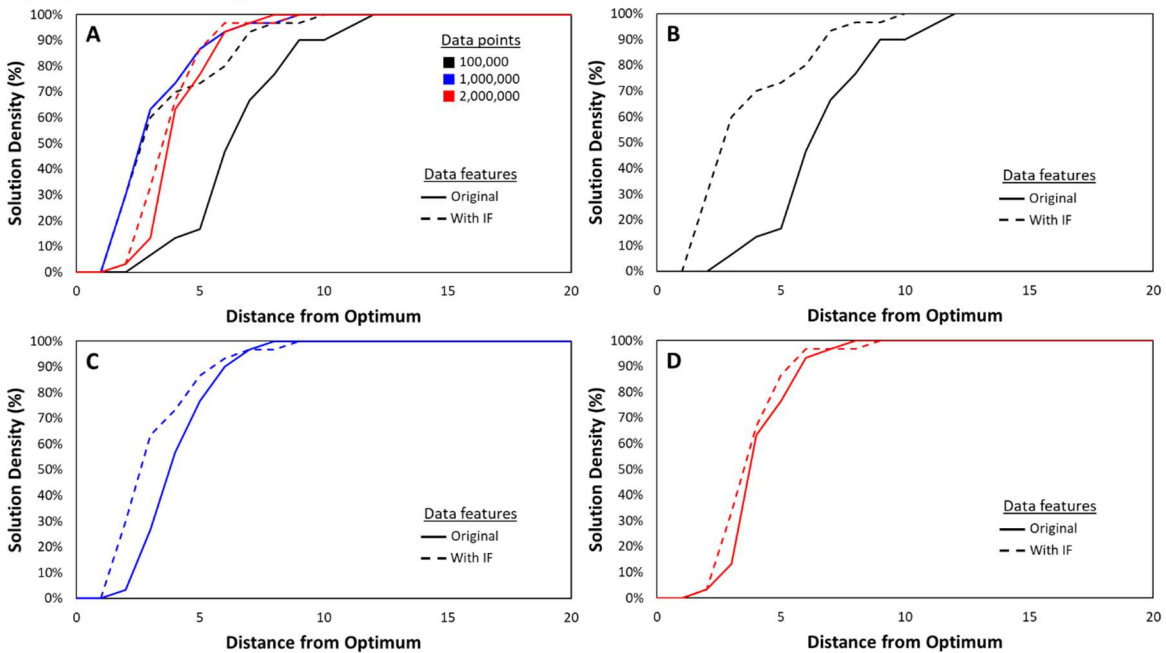 A
Solution Density (%)
100%
90%
80%
70%
60%
50%
40%
30%
20%
10%
0%
0 5 10 15 20
Distance from Optimum
Data points
100,000
1,000,000
2,000,000
Data features
Original
With IF
B
Solution Density (%)
100%
90%
80%
70%
60%
50%
40%
30%
20%
10%
0%
0 5 10 15 20
Distance from Optimum
Data features
Original
With IF
C
Solution Density (%)
100%
90%
80%
70%
60%
50%
40%
30%
20%
10%
0%
0 5 10 15 20
Distance from Optimum
Data features
Original
With IF
D
Solution Density (%)
100%
90%
80%
70%
60%
50%
40%
30%
20%
10%
0%
0 5 10 15 20
Distance from Optimum
Data features
Original
With IF